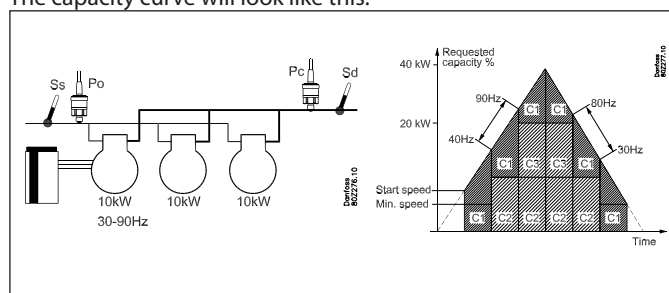 The capacity curve will look like this:
Ss
Po
Pc
Sd
10kW
10kW
10kW
30-90Hz
Danfoss
80Z276.10
Requested
capacity %
40 kW
20 kW
Start speed
Min. speed
90Hz
40Hz
80Hz
30Hz
C1
C1
C1
C3
C3
C1
C1
C2
C2
C2
C2
C1
Time
Danfoss
80Z277.10